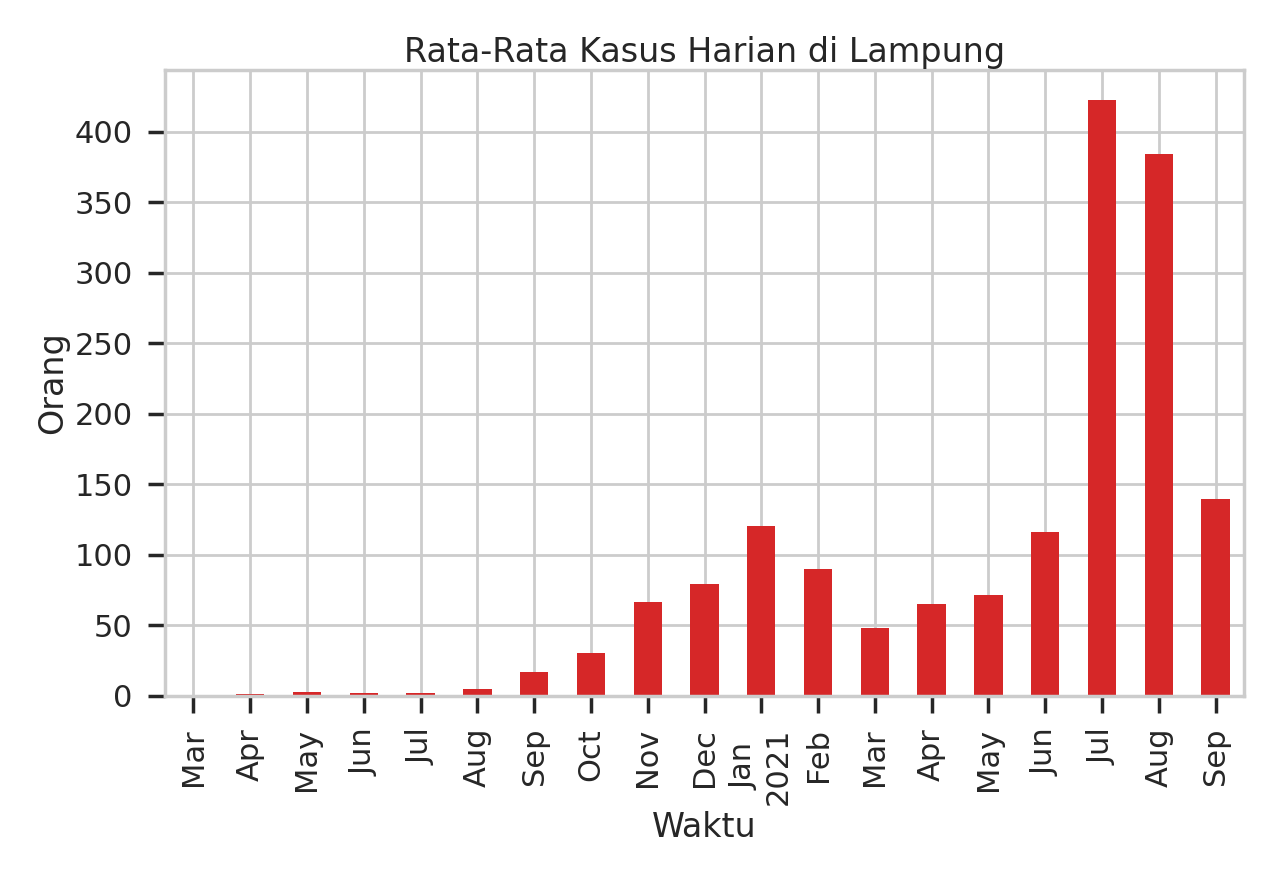 Rata-Rata Kasus Harian di Lampung
Orang
400
350
300
250
200
150
100
50
0
Mar
Apr
May
Jun
Jul
Aug
Sep
Oct
Nov
Dec
Jan
2021
Feb
Mar
Apr
May
Jun
Jul
Aug
Sep
Waktu